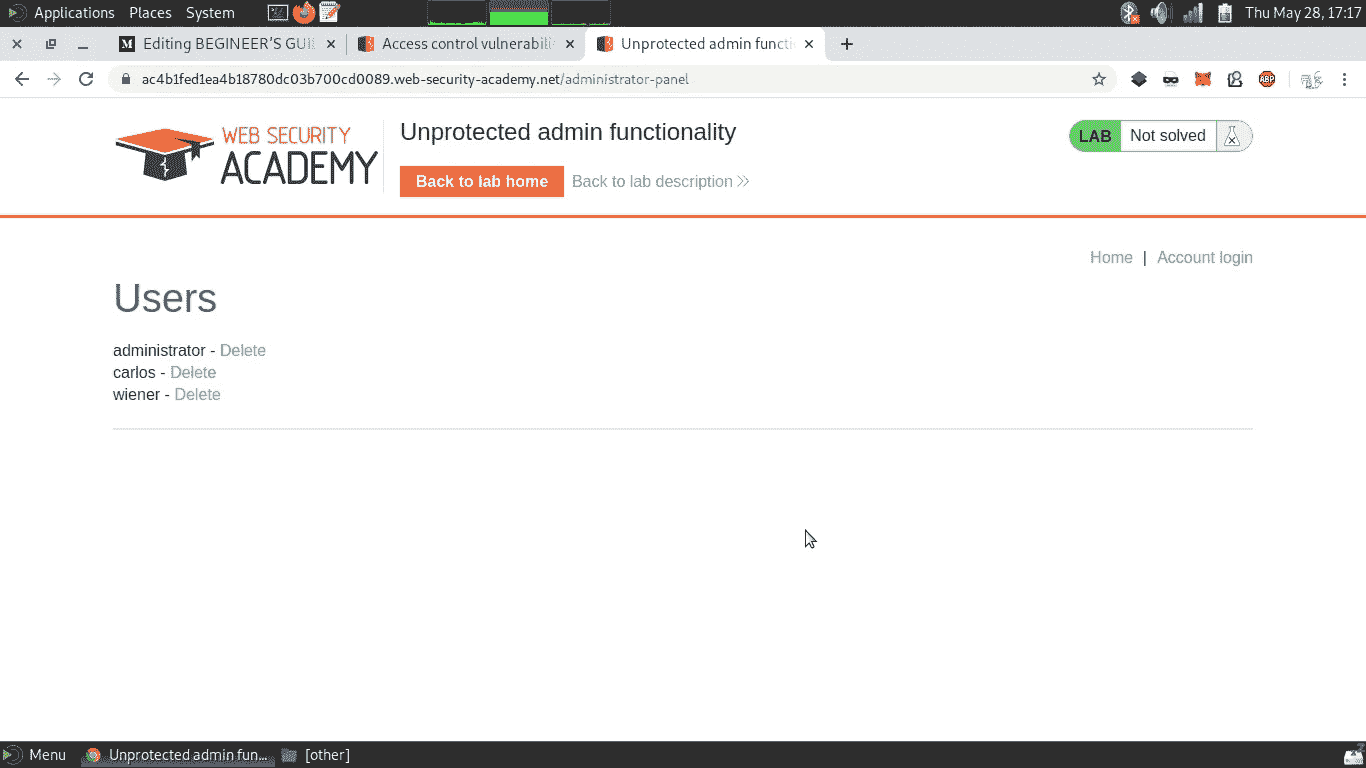 Applications Places System Thu May 28, 17:17
Editing BEGINEER'S GUI Access control vulnerabili Unprotected admin functi
ac4b1fed1ea4b18780dc03b700cd0089.web-security-academy.net/administrator-panel ABP
WEB SECURITY
ACADEMY
Unprotected admin functionality
LAB Not solved
Back to lab home Back to lab description
Home | Account login
Users
administrator - Delete
carlos - Delete
wiener - Delete
Menu Unprotected admin fun... [other]